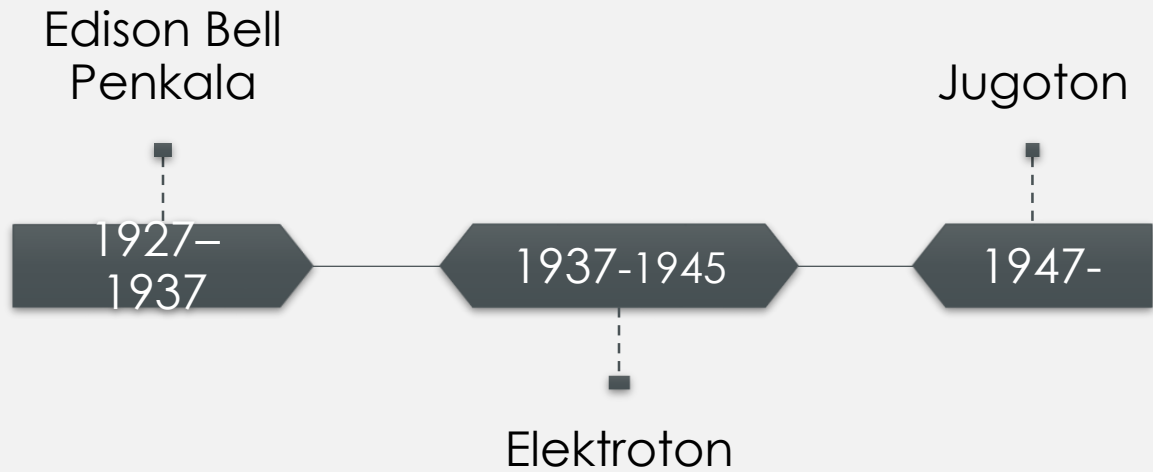 Edison Bell
Penkala
Jugoton
1927–
1937
1937-1945
1947-
Elektroton